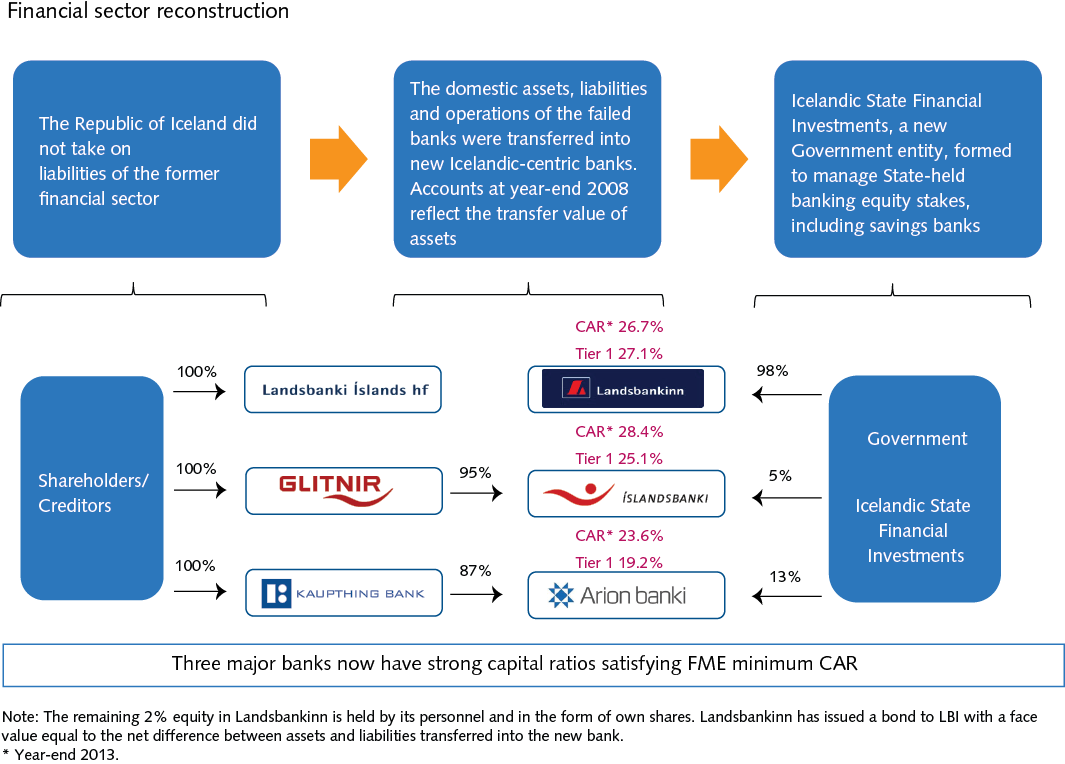 Financial sector reconstruction
The Republic of Iceland did
not take on
liabilities of the former
financial sector
The domestic assets, liabilities
and operations of the failed
banks were transferred into
new Icelandic-centric banks.
Accounts at year-end 2008
reflect the transfer value of
assets
Icelandic State Financial
Investments, a new
Government entity, formed
to manage State-held
banking equity stakes,
including savings banks
Shareholders/
Creditors
100%
Landsbanki Íslands hf
CAR* 26.7%
Tier 1 27.1%
Landsbankinn
98%
100%
GLITNIR
95%
CAR* 28.4%
Tier 1 25.1%
ÍSLANDSBANKI
5%
100%
KAUPTHING BANK
87%
CAR* 23.6%
Tier 1 19.2%
Arion banki
13%
Government
Icelandic State
Financial
Investments
Three major banks now have strong capital ratios satisfying FME minimum CAR
Note: The remaining 2% equity in Landsbankinn is held by its personnel and in the form of own shares. Landsbankinn has issued a bond to LBI with a face
value equal to the net difference between assets and liabilities transferred into the new bank.
* Year-end 2013.